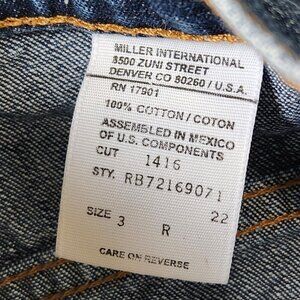 MILLER INTERNATIONAL
8500 ZUNI STREET
DENVER CO 80260 / U.S.A.
RN 17901
100% COTTON / COTON
ASSEMBLED IN MEXICO
OF U.S. COMPONENTS
CUT 1416
STY. RB72169071
22
SIZE 3 R
CARE ON REVERSE